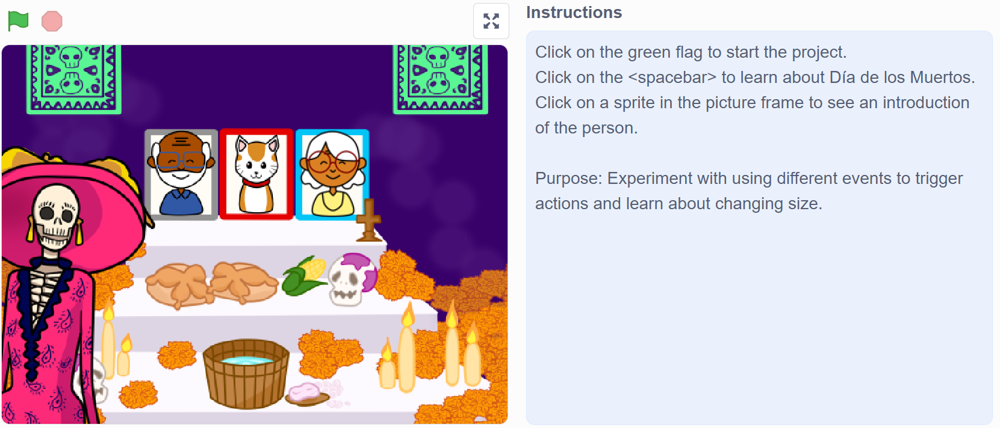 Instructions
Click on the green flag to start the project.
Click on the <spacebar> to learn about Día de los Muertos.
Click on a sprite in the picture frame to see an introduction
of the person.
Purpose: Experiment with using different events to trigger
actions and learn about changing size.